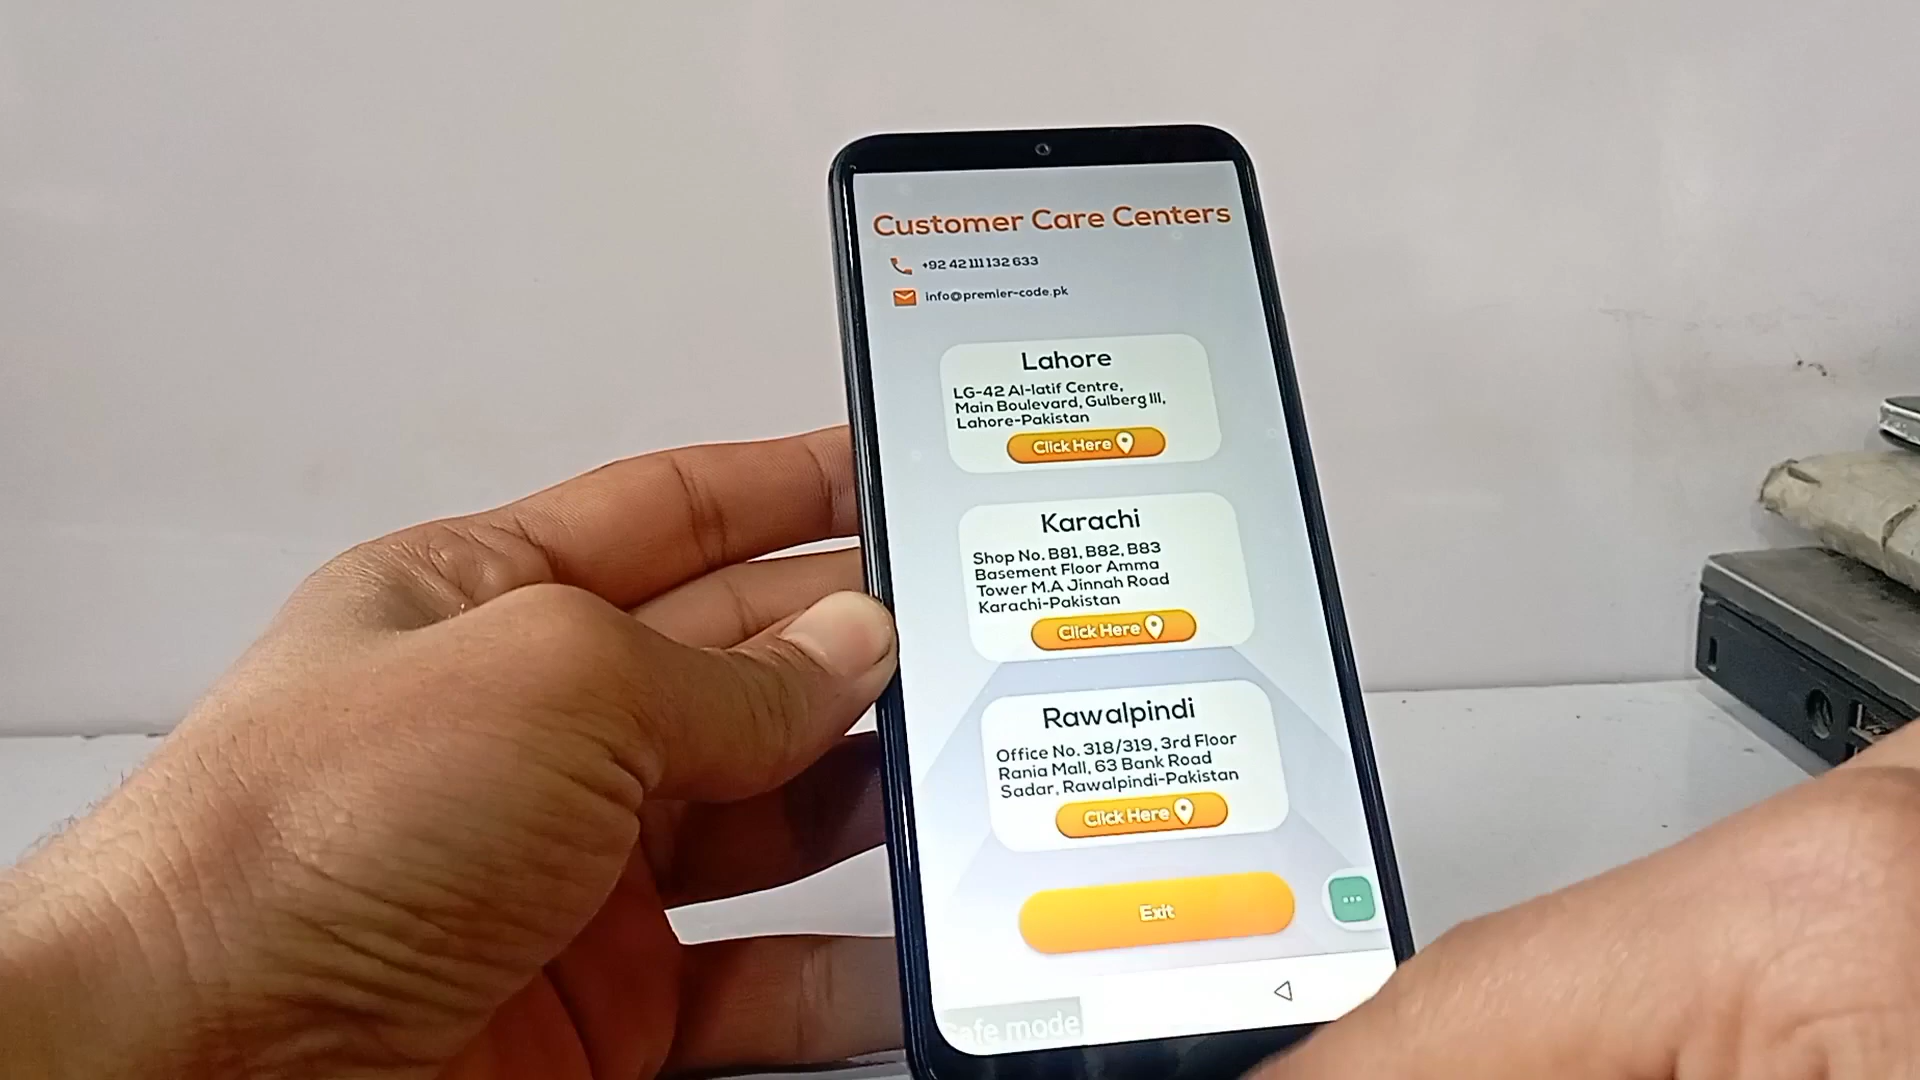 Customer Care Centers
+92 42 111 132 633
info@premier-code.pk
Lahore
LG-42 Al-latif Centre,
Main Boulevard, Gulberg III,
Lahore-Pakistan
Click Here
Karachi
Shop No. B81, B82, B83
Basement Floor Amma
Tower M.A Jinnah Road
Karachi-Pakistan
Click Here
Rawalpindi
Office No. 318/319, 3rd Floor
Rania Mall, 63 Bank Road
Sadar, Rawalpindi-Pakistan
Click Here
Exit
Safe mode